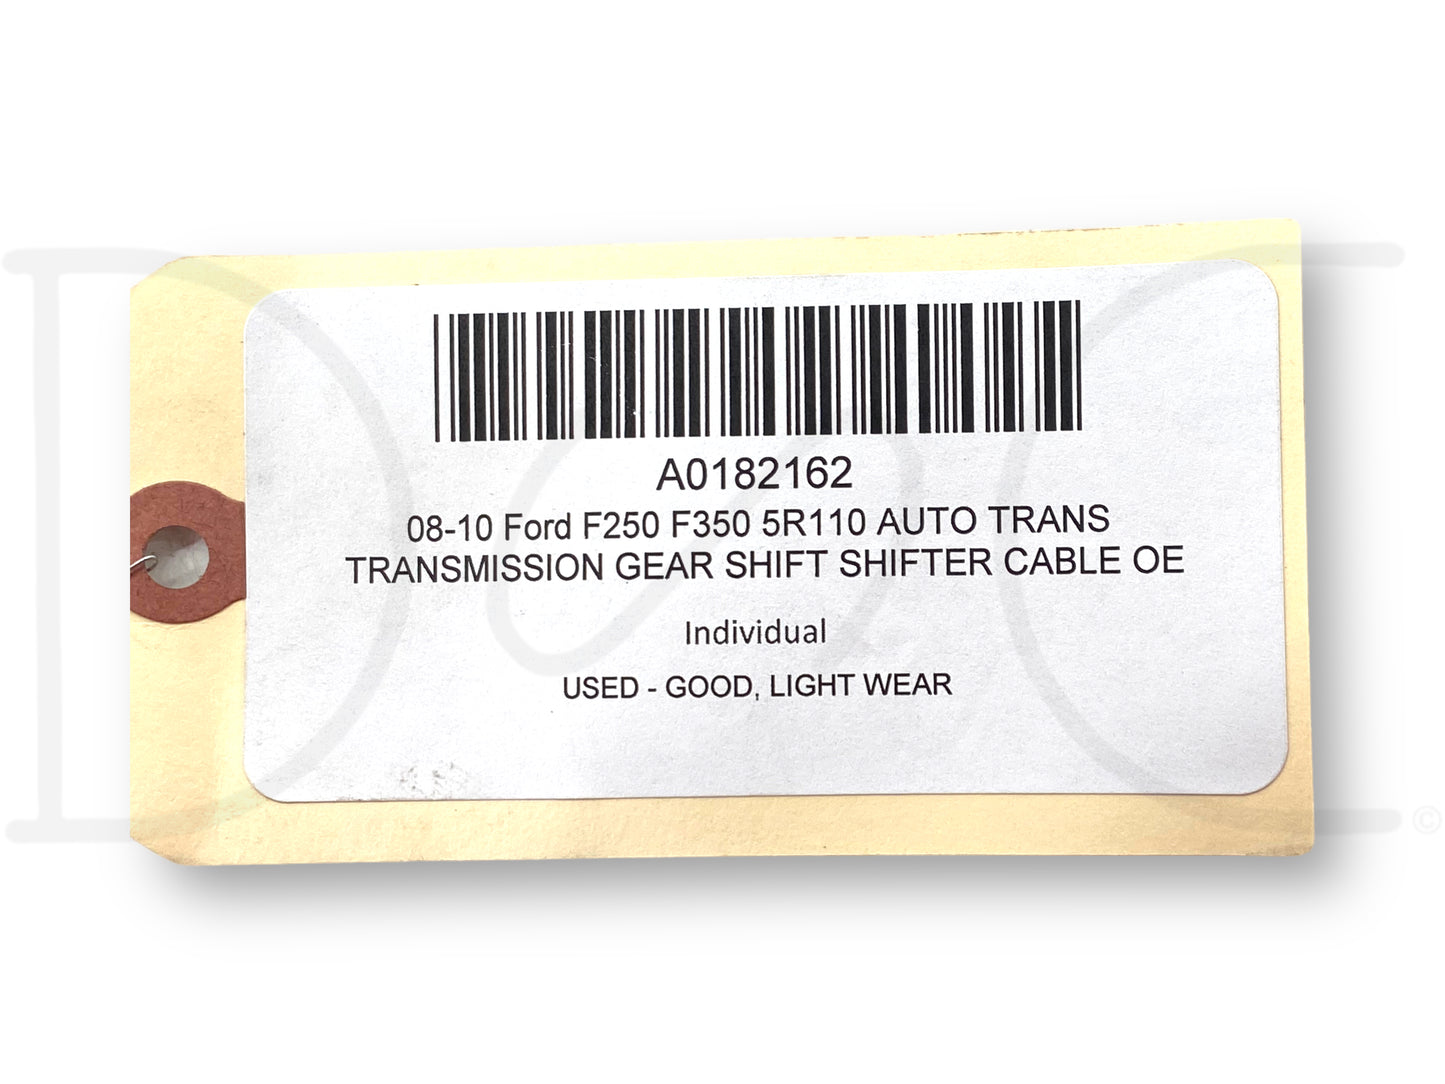 A0182162
08-10 Ford F250 F350 5R110 AUTO TRANS
TRANSMISSION GEAR SHIFT SHIFTER CABLE OE
Individual
USED - GOOD, LIGHT WEAR
©